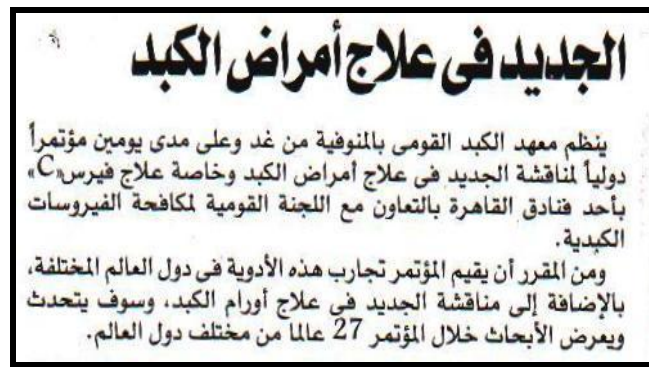 الجديد فى علاج أمراض الكبد
ينظم معهد الكبد القومى بالمنوفية من غد وعلى مدى يومين مؤتمراً
دولياً لمناقشة الجديد فى علاج أمراض الكبد وخاصة علاج فيرس «C»
بأحد فنادق القاهرة بالتعاون مع اللجنة القومية لمكافحة الفيروسات
الكبدية.
ومن المقرر أن يقيم المؤتمر تجارب هذه الأدوية فى دول العالم المختلفة،
بالإضافة إلى مناقشة الجديد فى علاج أورام الكبد، وسوف يتحدث
ويعرض الأبحاث خلال المؤتمر 27 عالما من مختلف دول العالم.